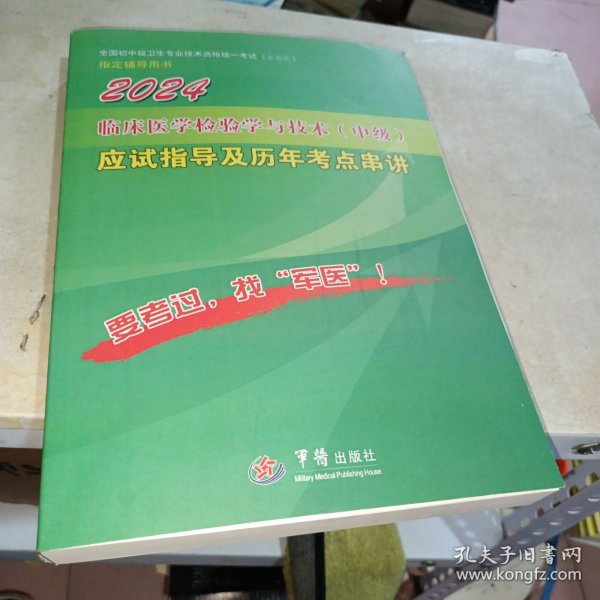 全国初中级卫生专业技术资格统一考试（含部队）
指定辅导用书
2024
临床医学检验学与技术（中级）
应试指导及历年考点串讲
要考过，找“军医”！
军医出版社
Military Medical Publishing House
孔夫子旧书网
www.kongfz.com